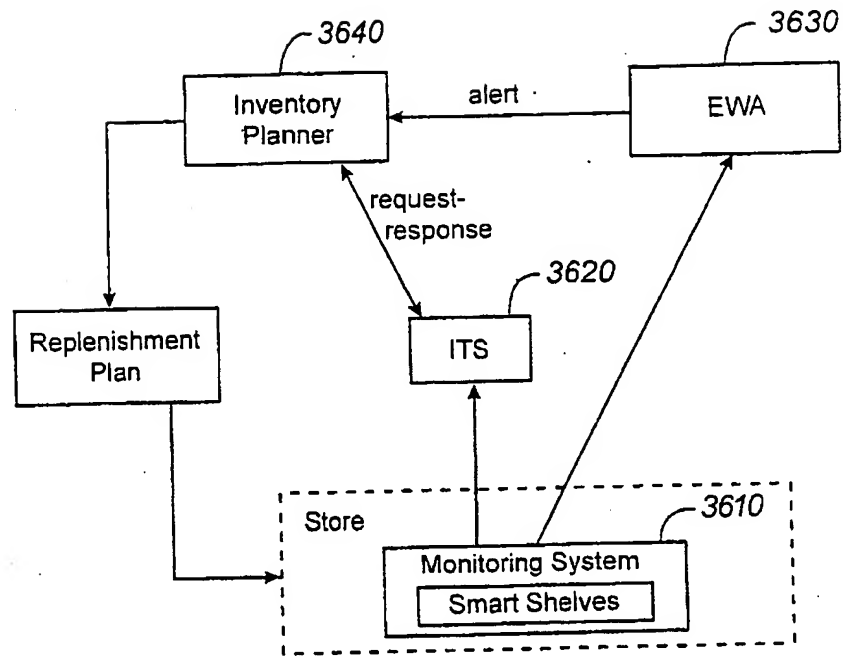 3640
3630
Inventory
Planner
alert
EWA
request-
response
3620
Replenishment
Plan
ITS
Store
3610
Monitoring System
Smart Shelves